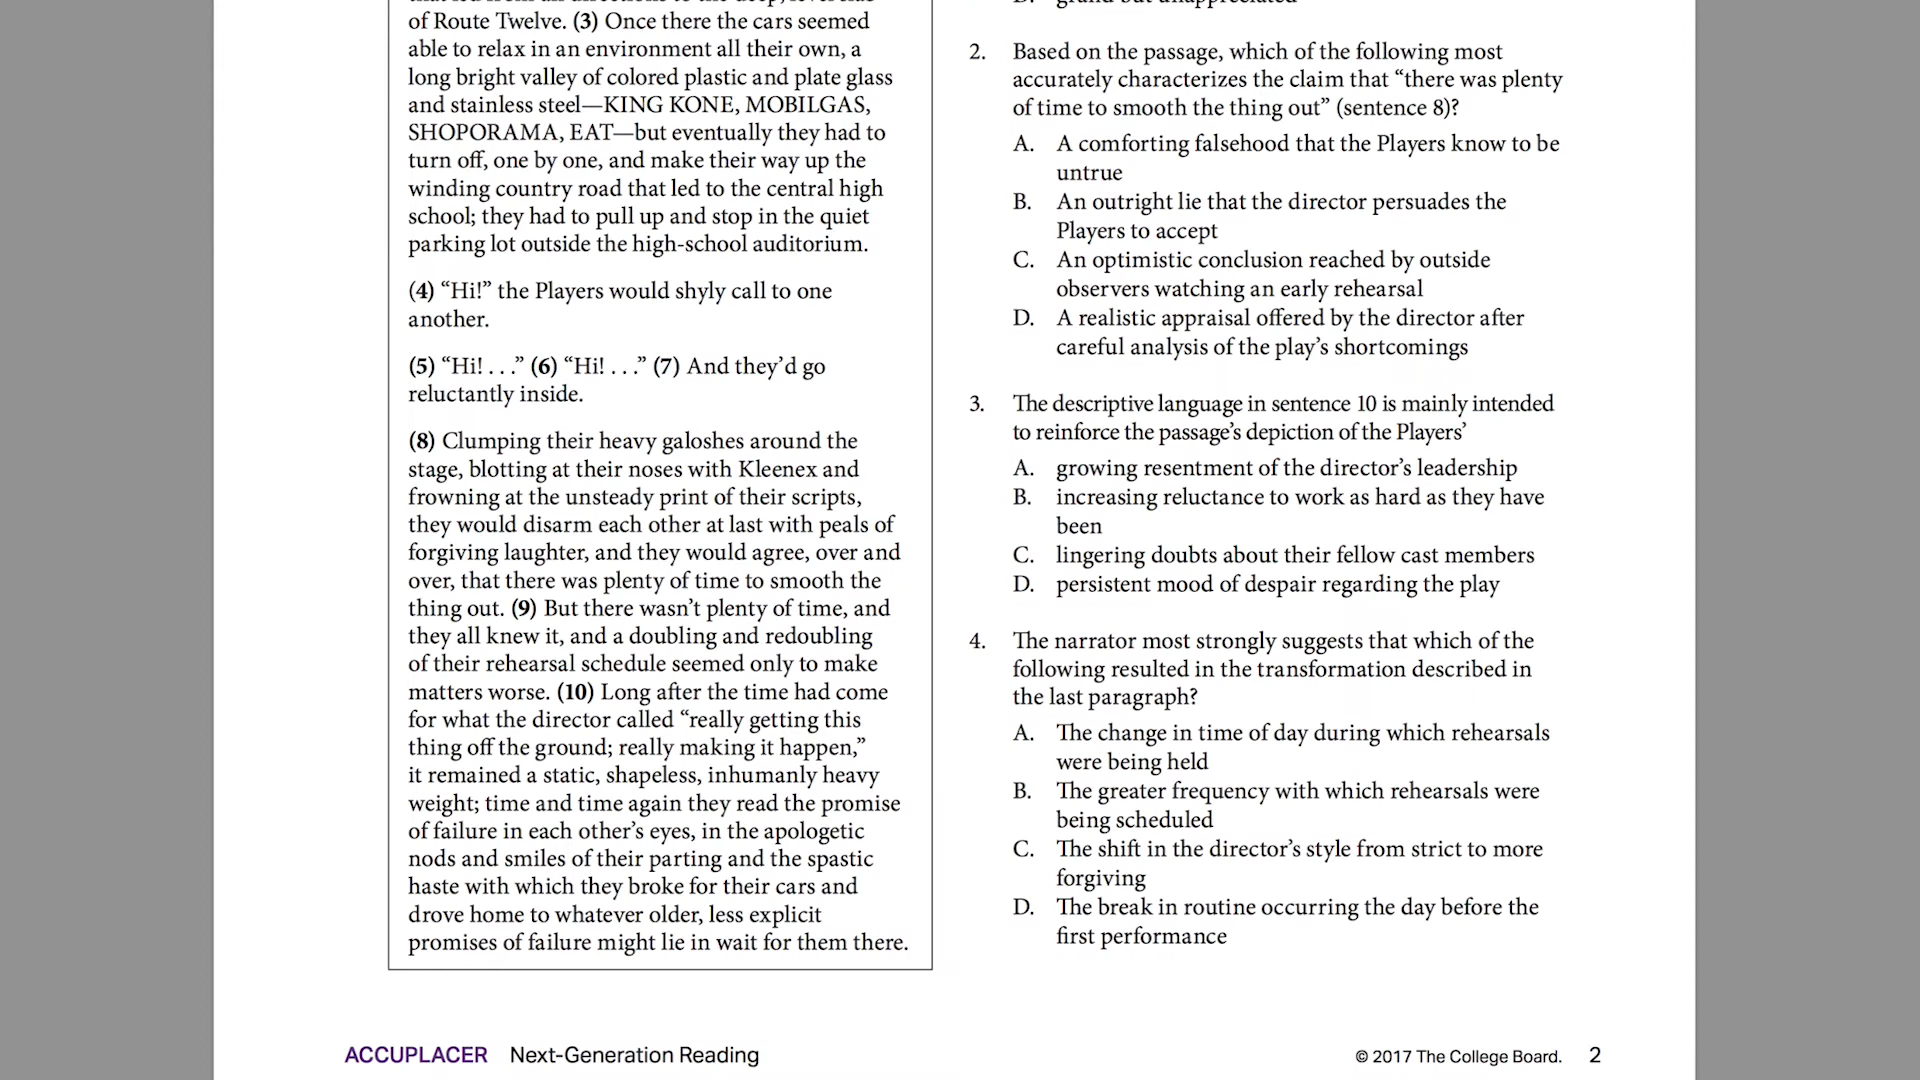 of Route Twelve. (3) Once there the cars seemed
able to relax in an environment all their own, a
long bright valley of colored plastic and plate glass
and stainless steel—KING KONE, MOBILGAS,
SHOPORAMA, EAT—but eventually they had to
turn off, one by one, and make their way up the
winding country road that led to the central high
school; they had to pull up and stop in the quiet
parking lot outside the high-school auditorium.
(4) “Hi!” the Players would shyly call to one
another.
(5) “Hi! . . .” (6) “Hi! . . .” (7) And they’d go
reluctantly inside.
(8) Clumping their heavy galoshes around the
stage, blotting at their noses with Kleenex and
frowning at the unsteady print of their scripts,
they would disarm each other at last with peals of
forgiving laughter, and they would agree, over and
over, that there was plenty of time to smooth the
thing out. (9) But there wasn’t plenty of time, and
they all knew it, and a doubling and redoubling
of their rehearsal schedule seemed only to make
matters worse. (10) Long after the time had come
for what the director called “really getting this
thing off the ground; really making it happen,”
it remained a static, shapeless, inhumanly heavy
weight; time and time again they read the promise
of failure in each other’s eyes, in the apologetic
nods and smiles of their parting and the spastic
haste with which they broke for their cars and
drove home to whatever older, less explicit
promises of failure might lie in wait for them there.
D. grand but unappreciated
2. Based on the passage, which of the following most
accurately characterizes the claim that “there was plenty
of time to smooth the thing out” (sentence 8)?
A. A comforting falsehood that the Players know to be
untrue
B. An outright lie that the director persuades the
Players to accept
C. An optimistic conclusion reached by outside
observers watching an early rehearsal
D. A realistic appraisal offered by the director after
careful analysis of the play’s shortcomings
3. The descriptive language in sentence 10 is mainly intended
to reinforce the passage’s depiction of the Players’
A. growing resentment of the director’s leadership
B. increasing reluctance to work as hard as they have
been
C. lingering doubts about their fellow cast members
D. persistent mood of despair regarding the play
4. The narrator most strongly suggests that which of the
following resulted in the transformation described in
the last paragraph?
A. The change in time of day during which rehearsals
were being held
B. The greater frequency with which rehearsals were
being scheduled
C. The shift in the director’s style from strict to more
forgiving
D. The break in routine occurring the day before the
first performance
ACCUPLACER Next-Generation Reading
© 2017 The College Board. 2